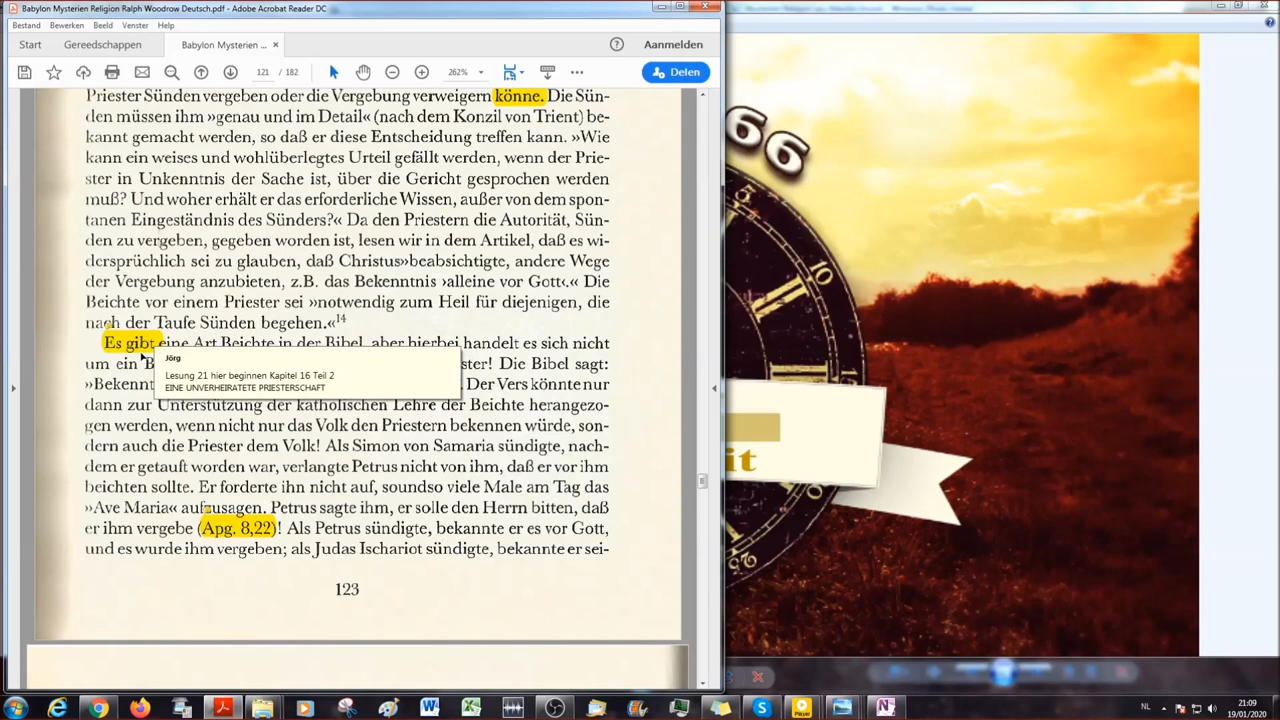 Babylon Mysterien Religion Ralph Woodrow Deutsch.pdf - Adobe Acrobat Reader DC
Bestand Bewerken Beeld Venster Help
Start Gereedschappen Babylon Mysterien ... × Anmelden
121 / 182 262% Delen
Priester Sünden vergeben oder die Vergebung verweigern könne. Die Sün-
den müssen ihm »genau und im Detail« (nach dem Konzil von Trient) be-
kannt gemacht werden, so daß er diese Entscheidung treffen kann. »Wie
kann ein weises und wohlüberlegtes Urteil gefällt werden, wenn der Prie-
ster in Unkenntnis der Sache ist, über die Gericht gesprochen werden
muß? Und woher erhält er das erforderliche Wissen, außer von dem spon-
tanen Eingeständnis des Sünders?« Da den Priestern die Autorität, Sün-
den zu vergeben, gegeben worden ist, lesen wir in dem Artikel, daß es wi-
dersprüchlich sei zu glauben, daß Christus»beabsichtigte, andere Wege
der Vergebung anzubieten, z.B. das Bekenntnis ›alleine vor Gott‹.« Die
Beichte vor einem Priester sei »notwendig zum Heil für diejenigen, die
nach der Taufe Sünden begehen.«14
Es gibt eine Art Beichte in der Bibel, aber hierbei handelt es sich nicht
um ein B ster! Die Bibel sagt:
»Bekennt Der Vers könnte nur
Jörg
Lesung 21 hier beginnen Kapitel 16 Teil 2
EINE UNVERHEIRATETE PRIESTERSCHAFT
dann zur Unterstützung der katholischen Lehre der Beichte herangezo-
gen werden, wenn nicht nur das Volk den Priestern bekennen würde, son-
dern auch die Priester dem Volk! Als Simon von Samaria sündigte, nach-
dem er getauft worden war, verlangte Petrus nicht von ihm, daß er vor ihm
beichten sollte. Er forderte ihn nicht auf, soundso viele Male am Tag das
»Ave Maria« aufzusagen. Petrus sagte ihm, er solle den Herrn bitten, daß
er ihm vergebe (Apg. 8,22)! Als Petrus sündigte, bekannte er es vor Gott,
und es wurde ihm vergeben; als Judas Ischariot sündigte, bekannte er sei-
123
66
5
10
15
it
NL
21:09
19/01/2020